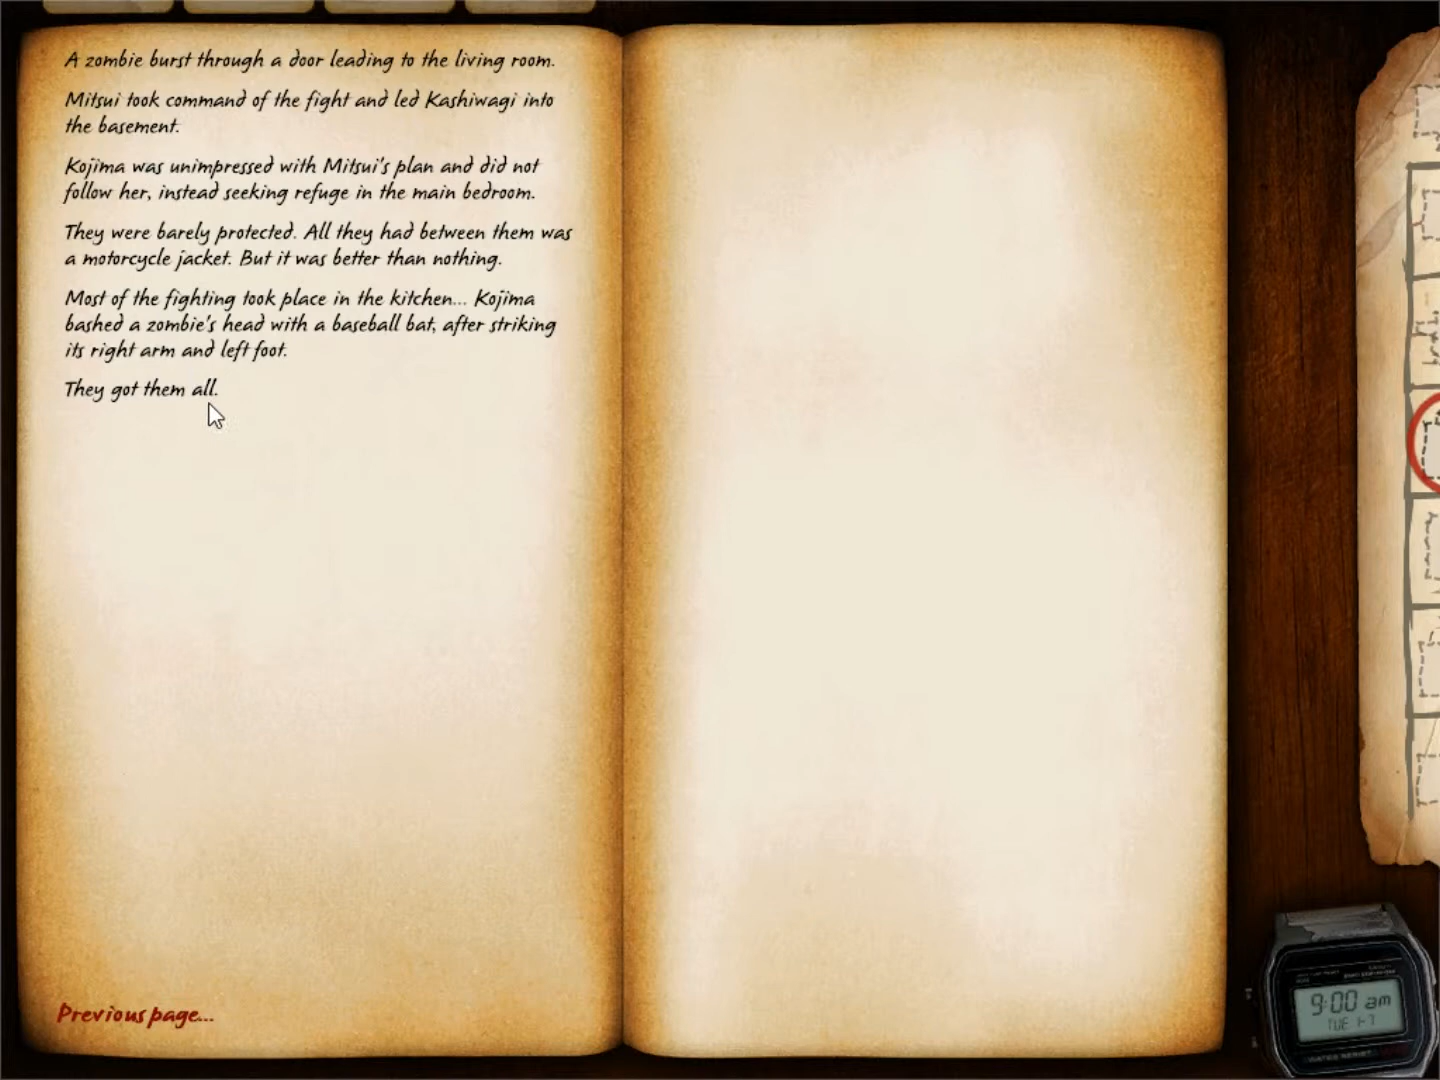 A zombie burst through a door leading to the living room.
Mitsui took command of the fight and led Kashiwagi into
the basement.
Kojima was unimpressed with Mitsui's plan and did not
follow her, instead seeking refuge in the main bedroom.
They were barely protected. All they had between them was
a motorcycle jacket. But it was better than nothing.
Most of the fighting took place in the kitchen... Kojima
bashed a zombie's head with a baseball bat, after striking
its right arm and left foot.
They got them all.
Previous page...
9:00 am
TUE 1-7